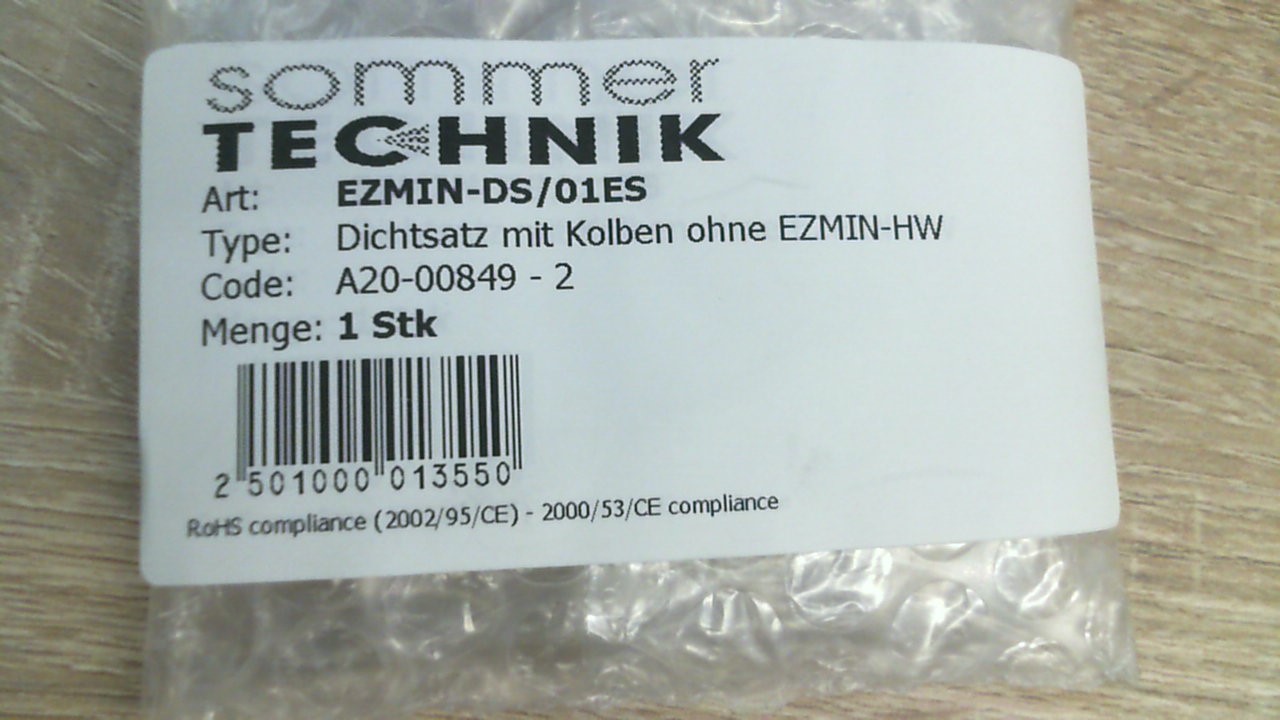 sommer
TECHNIK
Art: EZMIN-DS/01ES
Type: Dichtsatz mit Kolben ohne EZMIN-HW
Code: A20-00849 - 2
Menge: 1 Stk
2 501000 013550
RoHS compliance (2002/95/CE) - 2000/53/CE compliance